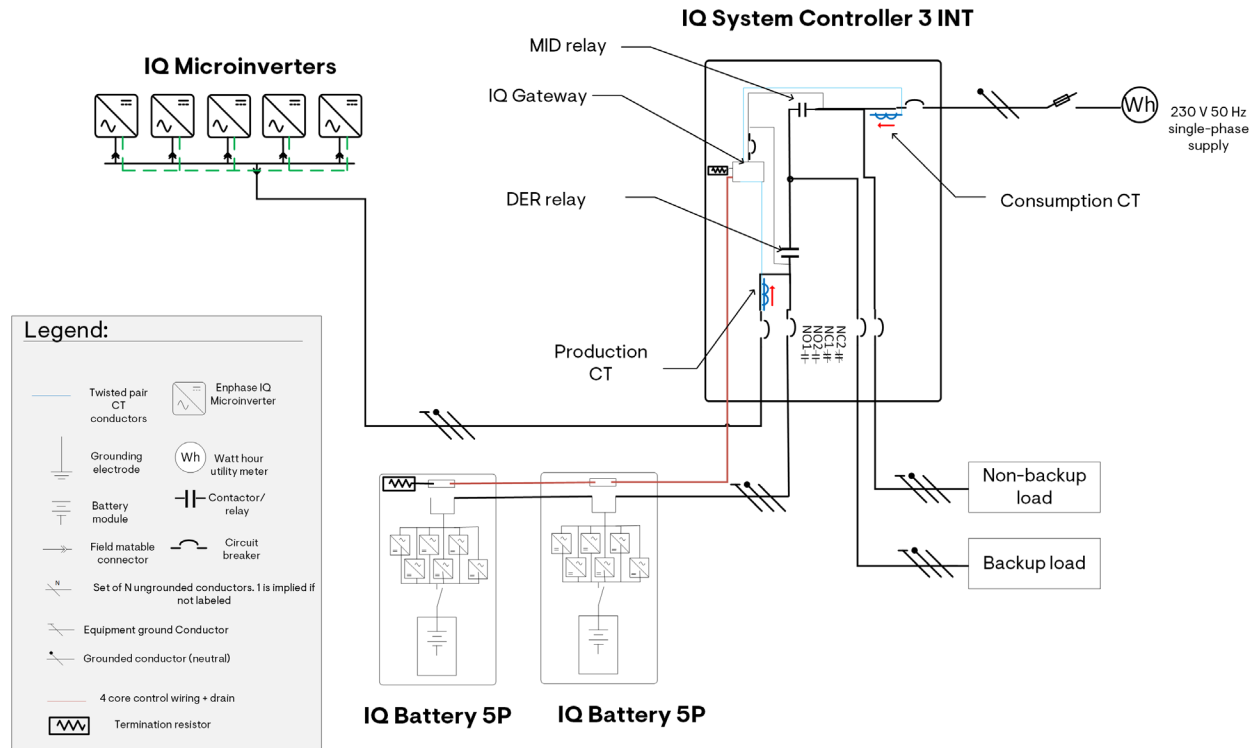 IQ System Controller 3 INT
MID relay
IQ Microinverters
IQ Gateway
Wh
230 V 50 Hz
single-phase
supply
DER relay
Consumption CT
Legend:
NO1
NO2
NC1
NC2
Production
CT
Twisted pair
CT
conductors
Enphase IQ
Microinverter
Grounding
electrode
Wh
Watt hour
utility meter
Battery
module
Contactor/
relay
Field matable
connector
Circuit
breaker
N
Set of N ungrounded conductors. 1 is implied if
not labeled
Equipment ground Conductor
Grounded conductor (neutral)
4 core control wiring + drain
Termination resistor
Non-backup
load
Backup load
IQ Battery 5P
IQ Battery 5P